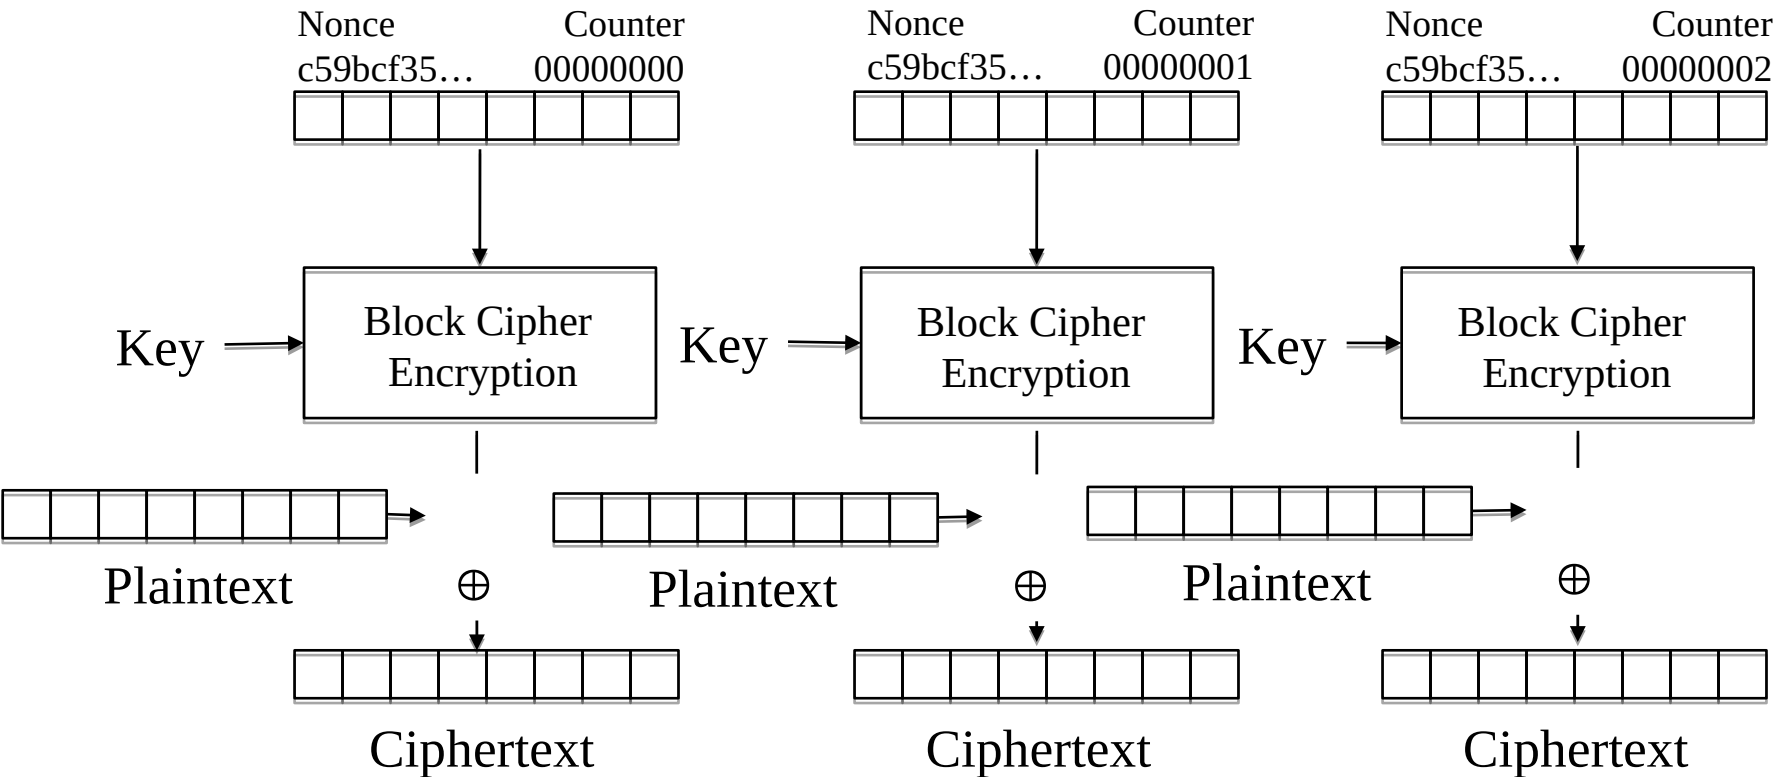 Nonce Counter
c59bcf35… 00000000
Nonce Counter
c59bcf35… 00000001
Nonce Counter
c59bcf35… 00000002
Key
Block Cipher
Encryption
Key
Block Cipher
Encryption
Key
Block Cipher
Encryption
Plaintext
⊕
Plaintext
⊕
Plaintext
⊕
Ciphertext
Ciphertext
Ciphertext